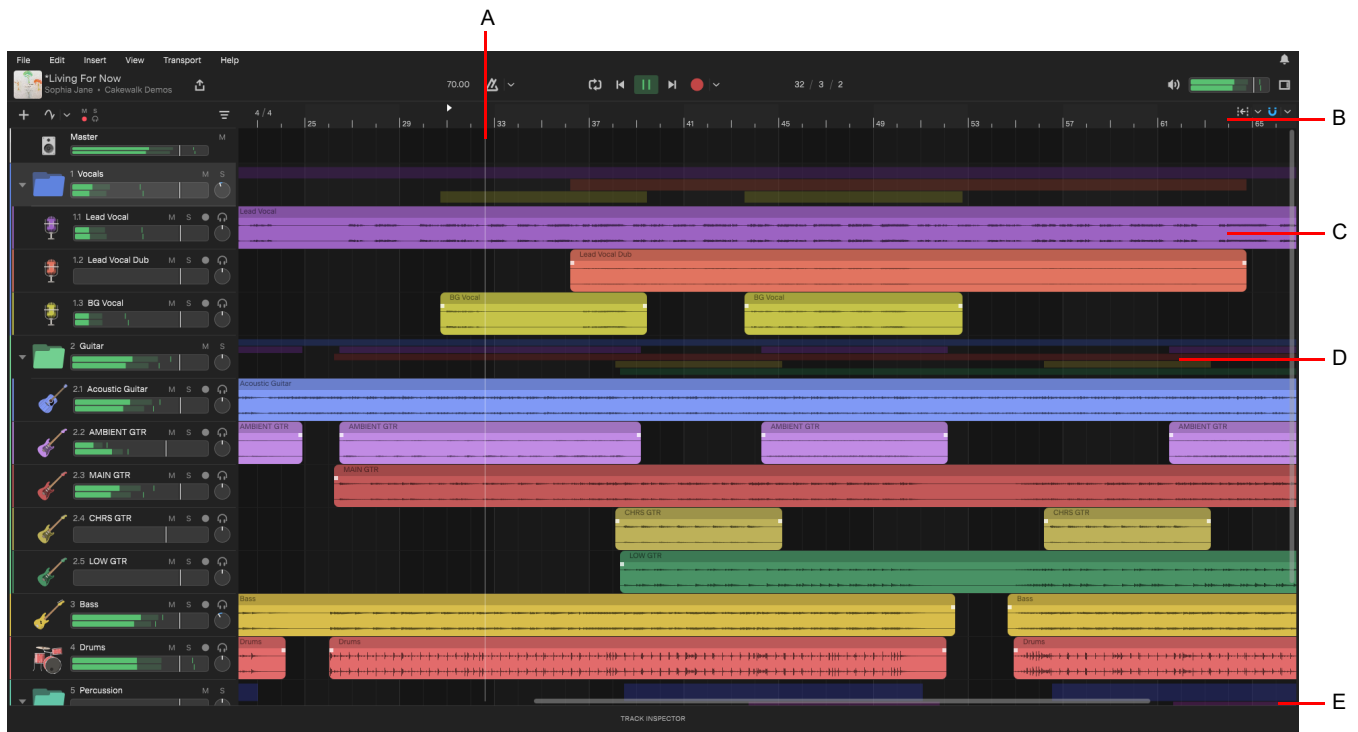 A
File Edit Insert View Transport Help
*Living For Now
Sophia Jane • Cakewalk Demos
70.00
32 / 3 / 2
M S
4 / 4
25 29 33 37 41 45 49 53 57 61 65
B
Master M
1 Vocals M S
1.1 Lead Vocal M S
Lead Vocal
C
1.2 Lead Vocal Dub M S
Lead Vocal Dub
1.3 BG Vocal M S
BG Vocal BG Vocal
2 Guitar M S
D
2.1 Acoustic Guitar M S
Acoustic Guitar
2.2 AMBIENT GTR M S
AMBIENT GTR AMBIENT GTR AMBIENT GTR AMBIENT GTR
2.3 MAIN GTR M S
MAIN GTR
2.4 CHRS GTR M S
CHRS GTR CHRS GTR
2.5 LOW GTR M S
LOW GTR
3 Bass M S
Bass Bass
4 Drums M S
Drums Drums Drums
5 Percussion M S
E
TRACK INSPECTOR